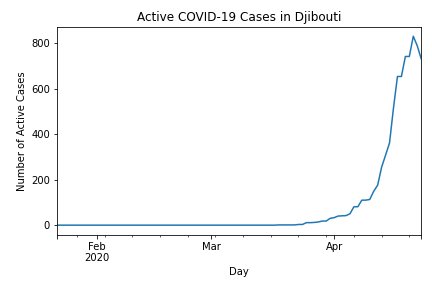 Active COVID-19 Cases in Djibouti
800
600
400
200
0
Number of Active Cases
Feb
2020
Mar
Apr
Day